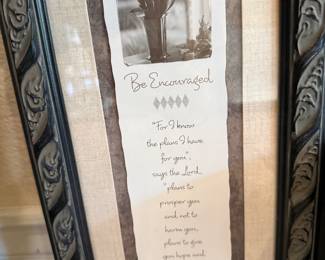 Be Encouraged
"For I know
the plans I have
for you",
says the Lord,
"plans to
prosper you
and not to
harm you,
plans to give
you hope and